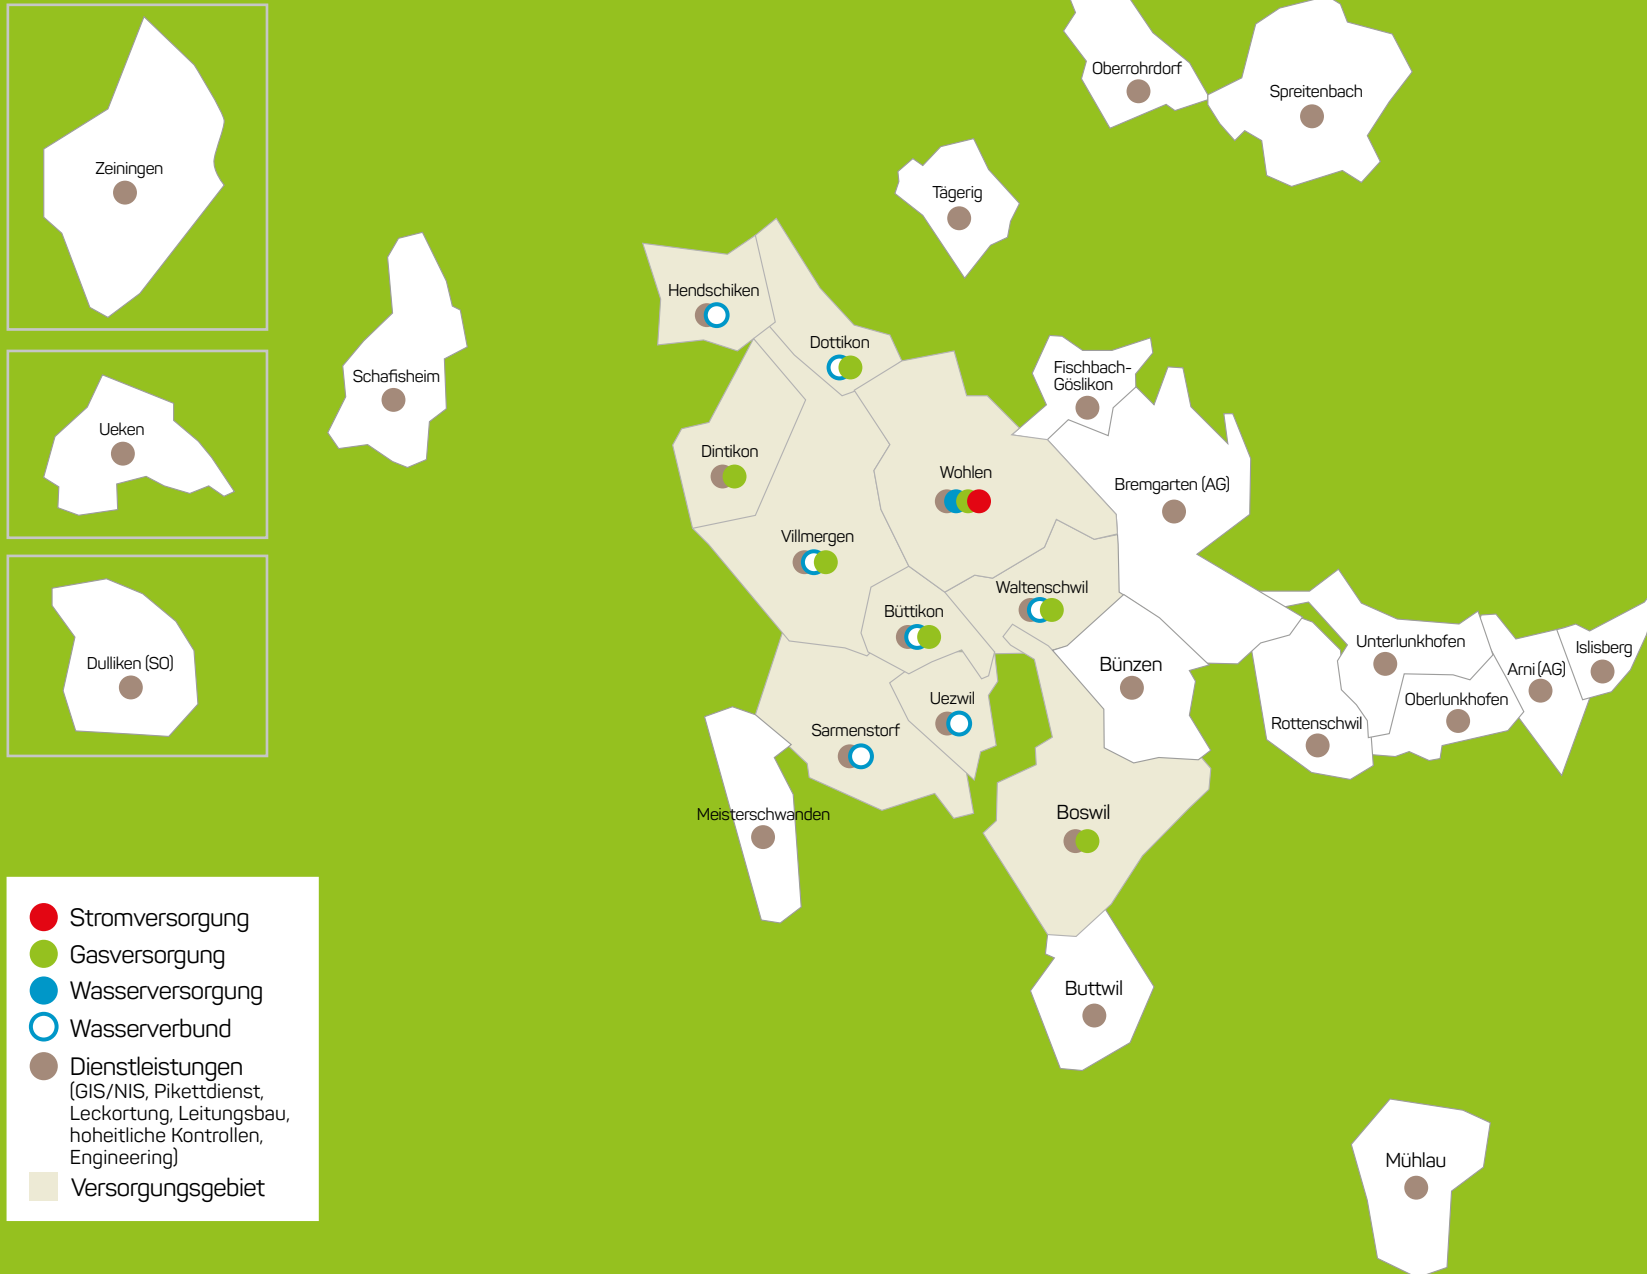 Oberrohrdorf
Spreitenbach
Zeiningen
Tägerig
Hendschiken
Dottikon
Fischbach-
Göslikon
Schafisheim
Ueken
Dintikon
Wohlen
Bremgarten (AG)
Villmergen
Waltenschwil
Büttikon
Unterlunkhofen
Islisberg
Dulliken (SO)
Bünzen
Arni (AG)
Uezwil
Oberlunkhofen
Rottenschwil
Sarmenstorf
Meisterschwanden
Boswil
Stromversorgung
Gasversorgung
Wasserversorgung
Wasserverbund
Dienstleistungen
(GIS/NIS, Pikettdienst,
Leckortung, Leitungsbau,
hoheitliche Kontrollen,
Engineering)
Versorgungsgebiet
Buttwil
Mühlau